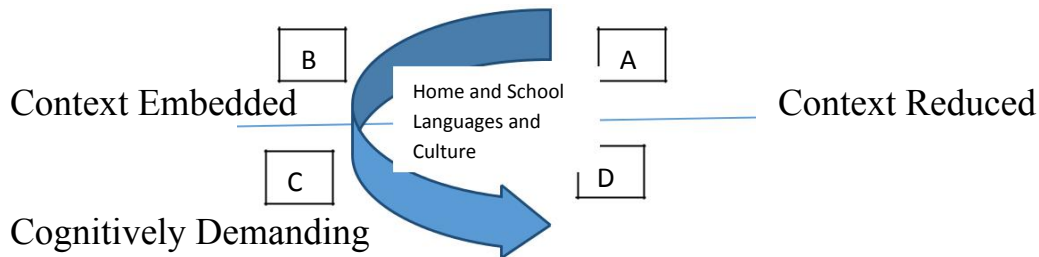 B
A
Context Embedded
Home and School
Languages and
Culture
Context Reduced
C
D
Cognitively Demanding